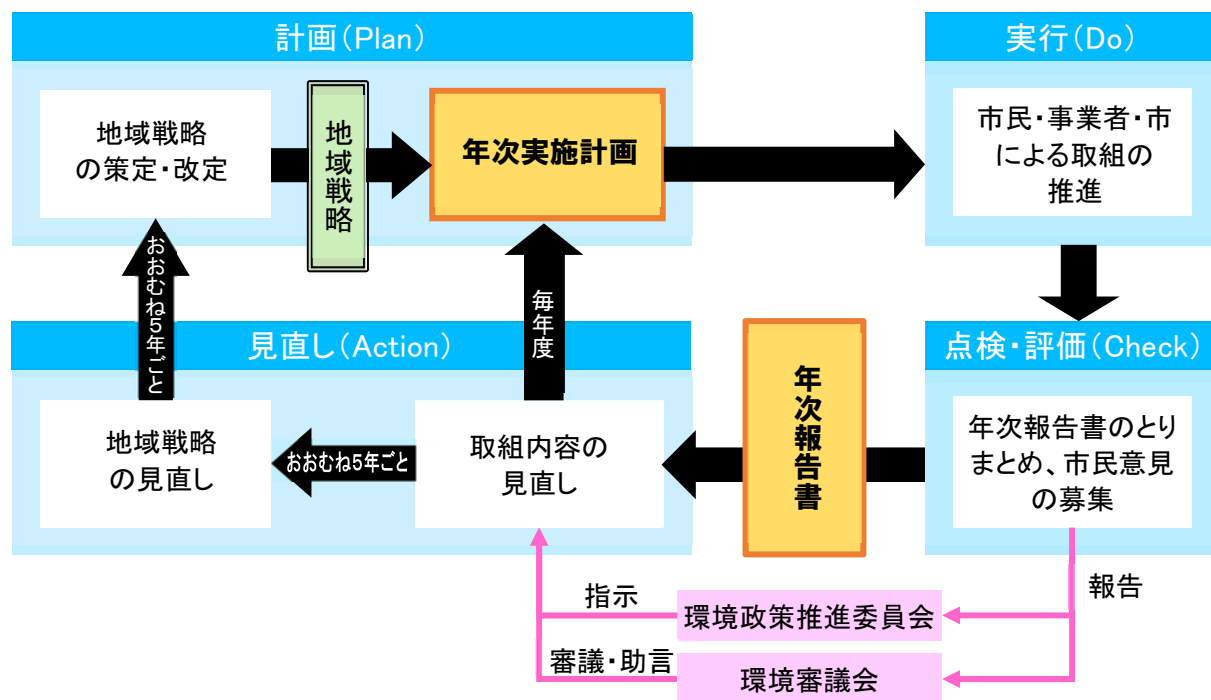 計画(Plan)
実行(Do)
地域戦略
の策定・改定
地域戦略
年次実施計画
市民・事業者・市
による取組の
推進
おおむね5年ごと
毎年度
見直し(Action)
点検・評価(Check)
地域戦略
の見直し
おおむね5年ごと
取組内容の
見直し
年次報告書
年次報告書のとり
まとめ、市民意見
の募集
報告
指示
環境政策推進委員会
審議・助言
環境審議会